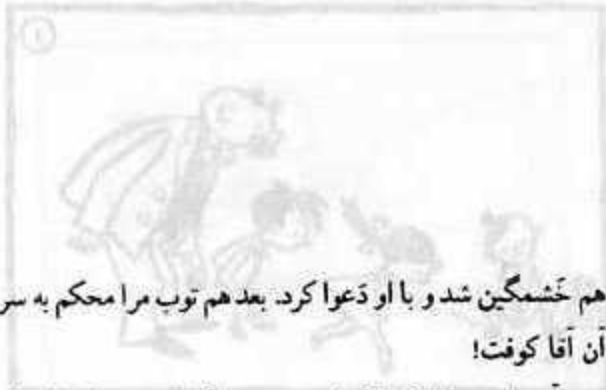 هم خَشمگین شد و با او دَعوا کرد. بعد هم توپ مرا محکم به سر
آن آقا کوفت!